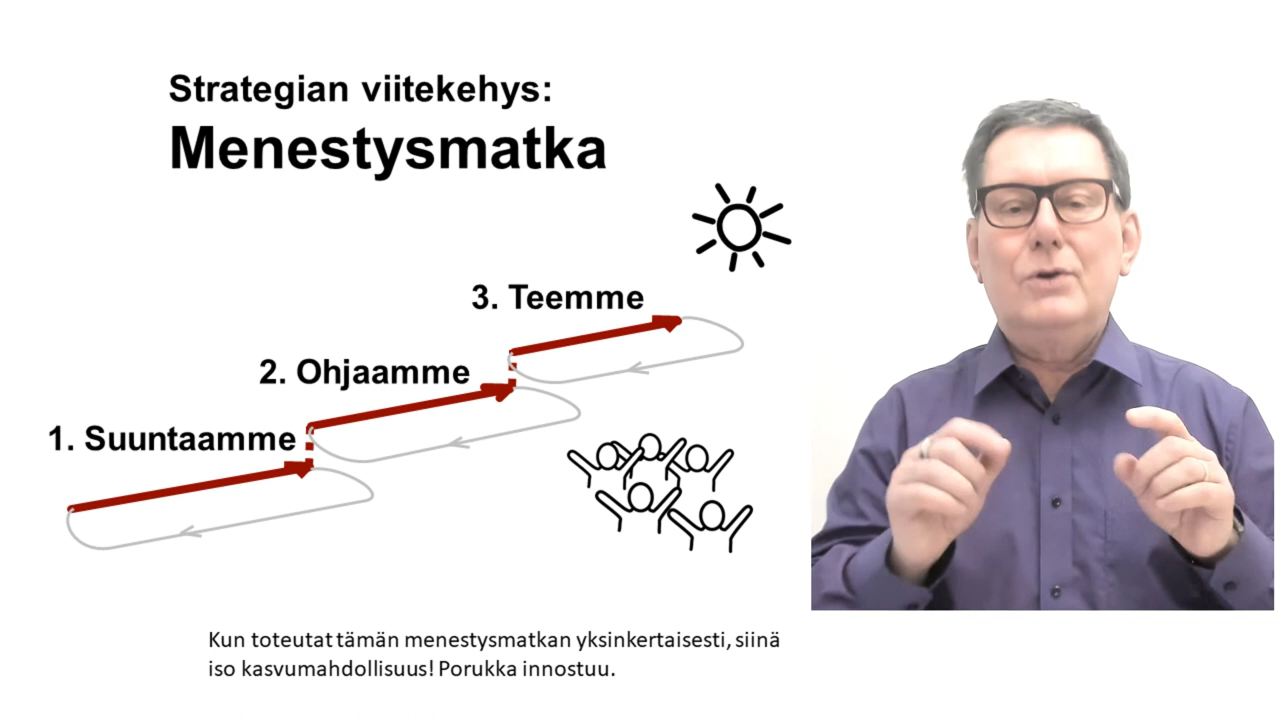 Strategian viitekehys:
Menestysmatka
3. Teemme
2. Ohjaamme
1. Suuntaamme
Kun toteutat tämän menestysmatkan yksinkertaisesti, siinä
iso kasvumahdollisuus! Porukka innostuu.